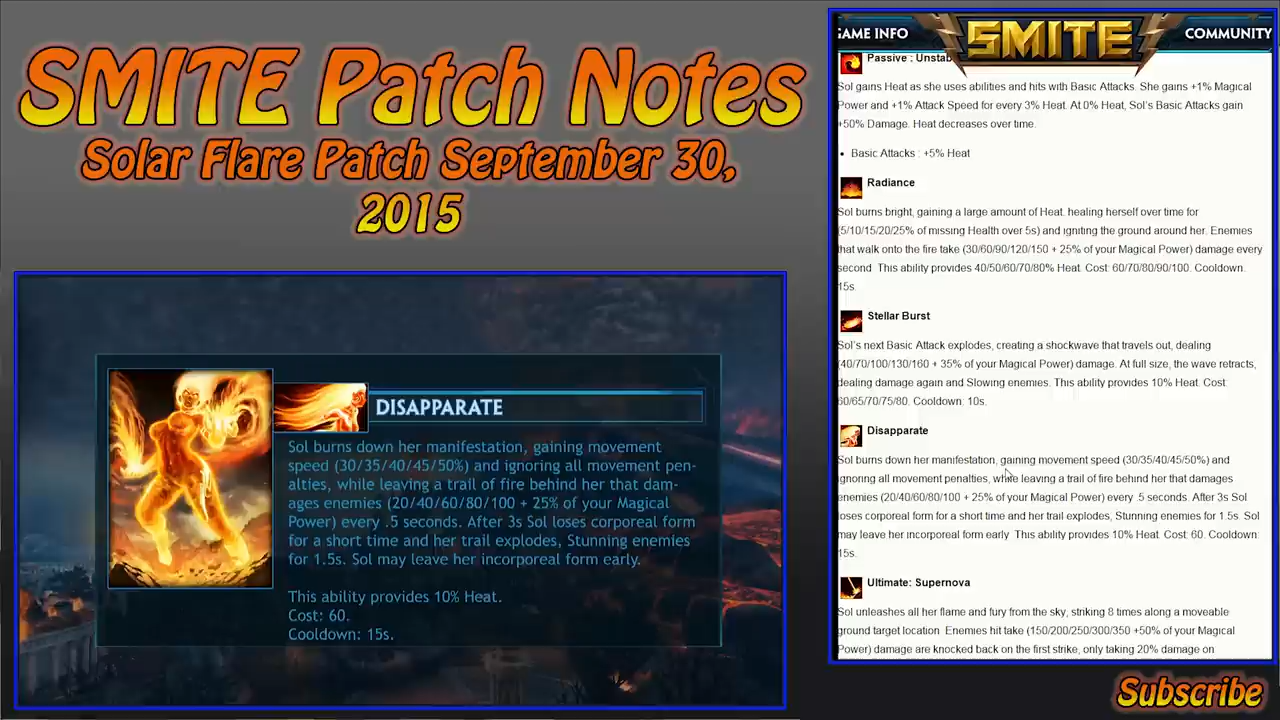 SMITE Patch Notes
Solar Flare Patch September 30,
2015
DISAPPARATE
Sol burns down her manifestation, gaining movement
speed (30/35/40/45/50%) and ignoring all movement pen-
alties, while leaving a trail of fire behind her that dam-
ages enemies (20/40/60/80/100 + 25% of your Magical
Power) every .5 seconds. After 3s Sol loses corporeal form
for a short time and her trail explodes, Stunning enemies
for 1.5s. Sol may leave her incorporeal form early.
This ability provides 10% Heat.
Cost: 60.
Cooldown: 15s.
GAME INFO
SMITE
COMMUNITY
Passive : Unstab
Sol gains Heat as she uses abilities and hits with Basic Attacks. She gains +1% Magical
Power and +1% Attack Speed for every 3% Heat. At 0% Heat, Sol's Basic Attacks gain
+50% Damage. Heat decreases over time.
• Basic Attacks : +5% Heat
Radiance
Sol burns bright, gaining a large amount of Heat. healing herself over time for
(5/10/15/20/25% of missing Health over 5s) and igniting the ground around her. Enemies
that walk onto the fire take (30/60/90/120/150 + 25% of your Magical Power) damage every
second. This ability provides 40/50/60/70/80% Heat. Cost: 60/70/80/90/100. Cooldown:
15s.
Stellar Burst
Sol's next Basic Attack explodes, creating a shockwave that travels out, dealing
(40/70/100/130/160 + 35% of your Magical Power) damage. At full size, the wave retracts,
dealing damage again and Slowing enemies. This ability provides 10% Heat. Cost:
60/65/70/75/80. Cooldown: 10s.
Disapparate
Sol burns down her manifestation, gaining movement speed (30/35/40/45/50%) and
ignoring all movement penalties, while leaving a trail of fire behind her that damages
enemies (20/40/60/80/100 + 25% of your Magical Power) every .5 seconds. After 3s Sol
loses corporeal form for a short time and her trail explodes, Stunning enemies for 1.5s. Sol
may leave her incorporeal form early. This ability provides 10% Heat. Cost: 60. Cooldown:
15s.
Ultimate: Supernova
Sol unleashes all her flame and fury from the sky, striking 8 times along a moveable
ground target location. Enemies hit take (150/200/250/300/350 +50% of your Magical
Power) damage are knocked back on the first strike, only taking 20% damage on
Subscribe